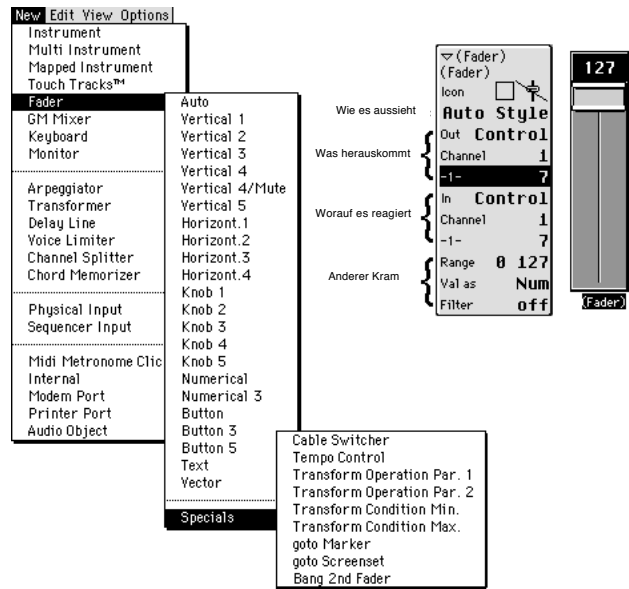 New Edit View Options
Instrument
Multi Instrument
Mapped Instrument
Touch Tracks™
Fader
GM Mixer
Keyboard
Monitor
Arpeggiator
Transformer
Delay Line
Voice Limiter
Channel Splitter
Chord Memorizer
Physical Input
Sequencer Input
Midi Metronome Clic
Internal
Modem Port
Printer Port
Audio Object
Auto
Vertical 1
Vertical 2
Vertical 3
Vertical 4
Vertical 4/Mute
Vertical 5
Horizont.1
Horizont.2
Horizont.3
Horizont.4
Knob 1
Knob 2
Knob 3
Knob 4
Knob 5
Numerical
Numerical 3
Button
Button 3
Button 5
Text
Vector
Specials
Cable Switcher
Tempo Control
Transform Operation Par. 1
Transform Operation Par. 2
Transform Condition Min.
Transform Condition Max.
goto Marker
goto Screenset
Bang 2nd Fader
Wie es aussieht :
Was herauskommt {
Worauf es reagiert {
Anderer Kram {
▽(Fader)
(Fader)
Icon
Auto Style
Out Control
Channel 1
-1- 7
In Control
Channel 1
-1- 7
Range 0 127
Val as Num
Filter off
127
(Fader)